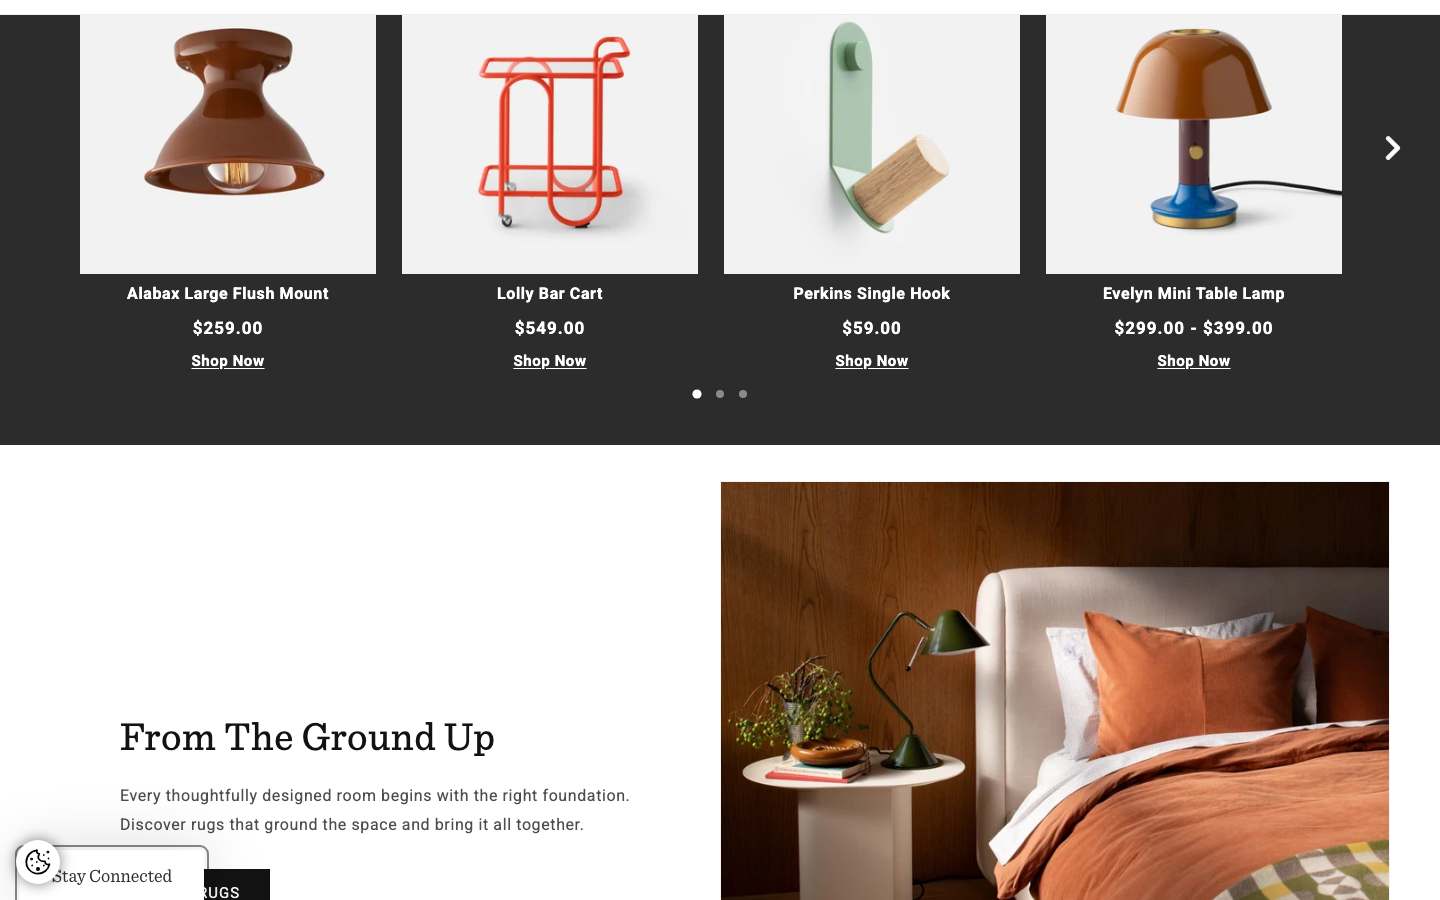 Alabax Large Flush Mount
$259.00
Shop Now
Lolly Bar Cart
$549.00
Shop Now
Perkins Single Hook
$59.00
Shop Now
Evelyn Mini Table Lamp
$299.00 - $399.00
Shop Now
From The Ground Up
Every thoughtfully designed room begins with the right foundation.
Discover rugs that ground the space and bring it all together.
RUGS
Stay Connected